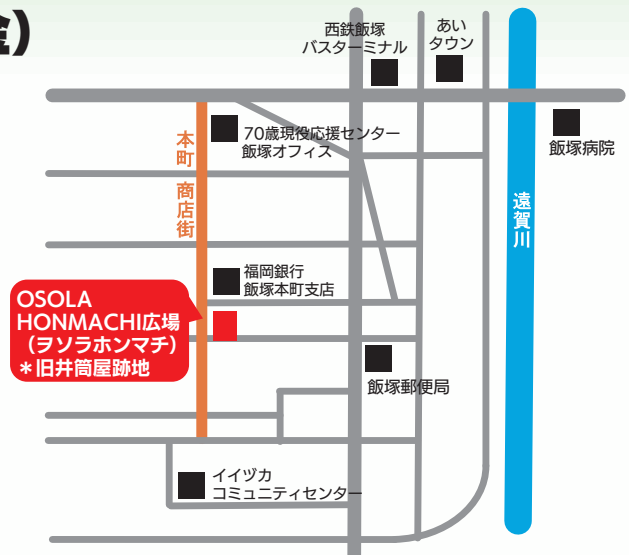 金)
西鉄飯塚
バスターミナル
あい
タウン
本町 商店街
70歳現役応援センター
飯塚オフィス
飯塚病院
遠賀川
福岡銀行
飯塚本町支店
OSOLA
HONMACHI広場
(ヲソラホンマチ)
*旧井筒屋跡地
飯塚郵便局
イイヅカ
コミュニティセンター